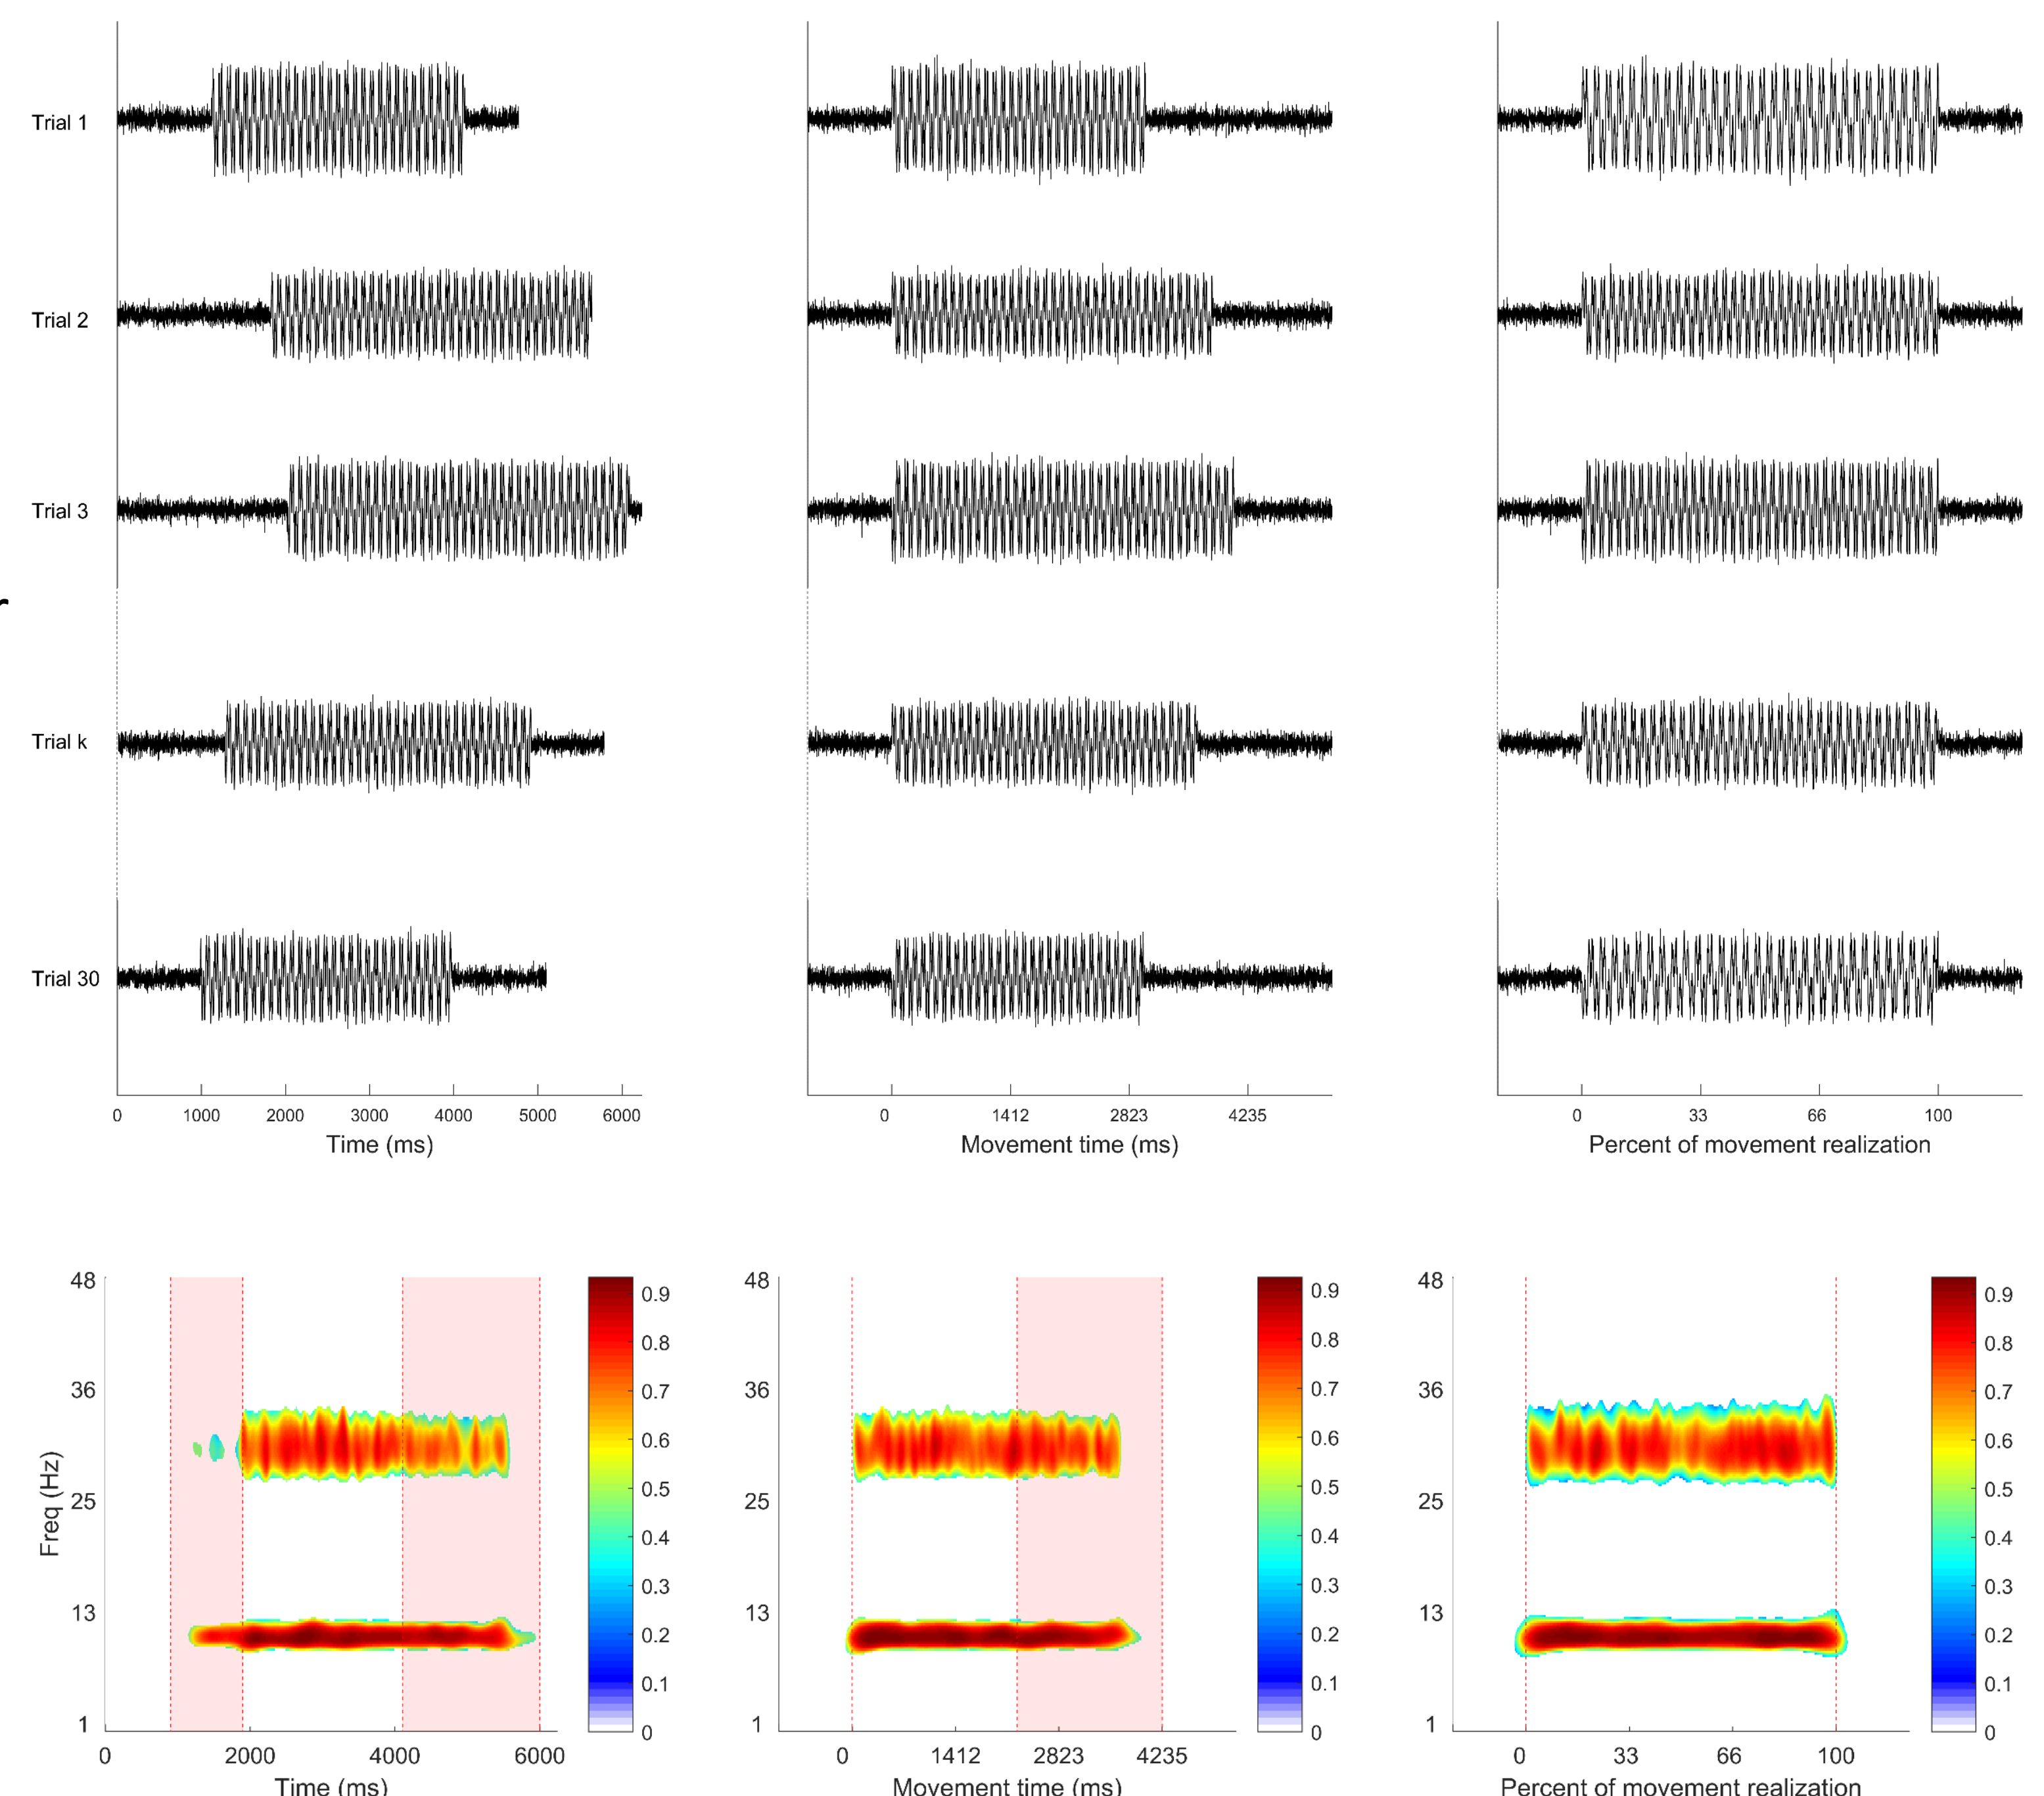 Trial 1
Trial 2
Trial 3
r
Trial k
Trial 30
0 1000 2000 3000 4000 5000 6000
Time (ms)
0 1412 2823 4235
Movement time (ms)
0 33 66 100
Percent of movement realization
Freq (Hz)
48
36
25
13
1
0 2000 4000 6000
Time (ms)
0.9
0.8
0.7
0.6
0.5
0.4
0.3
0.2
0.1
0
48
36
25
13
1
0 1412 2823 4235
Movement time (ms)
0.9
0.8
0.7
0.6
0.5
0.4
0.3
0.2
0.1
0
48
36
25
13
1
0 33 66 100
Percent of movement realization
0.9
0.8
0.7
0.6
0.5
0.4
0.3
0.2
0.1
0